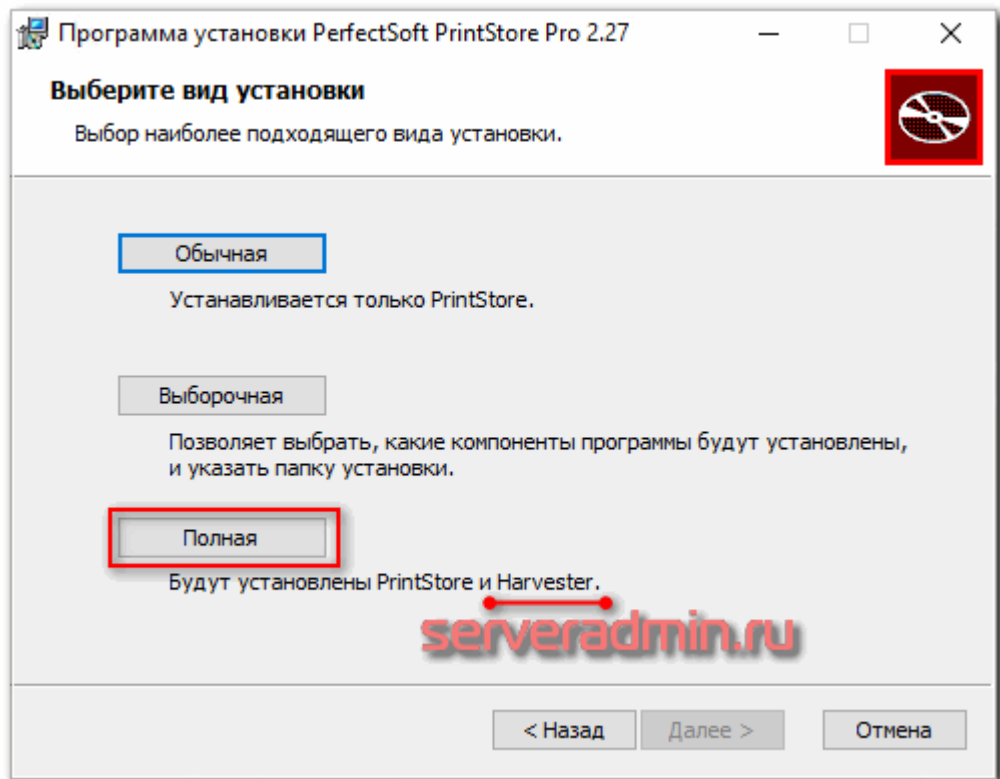 Программа установки PerfectSoft PrintStore Pro 2.27
Выберите вид установки
Выбор наиболее подходящего вида установки.
Обычная
Устанавливается только PrintStore.
Выборочная
Позволяет выбрать, какие компоненты программы будут установлены,
и указать папку установки.
Полная
Будут установлены PrintStore и Harvester.
serveradmin.ru
< Назад
Далее >
Отмена